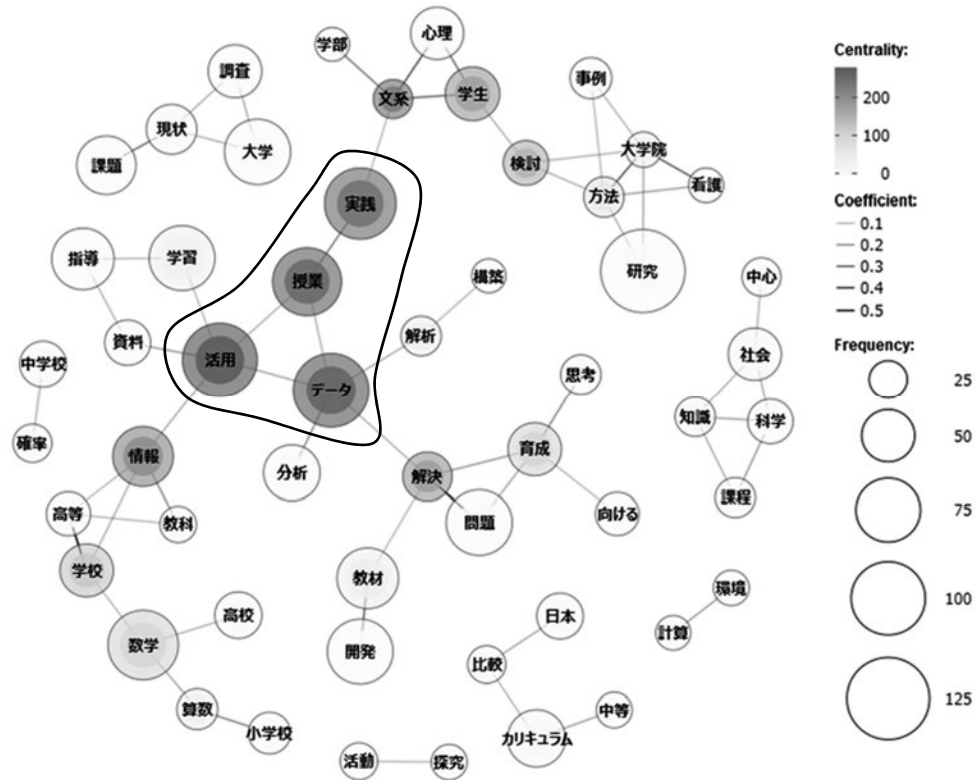 学部
心理
調査
文系
学生
事例
現状
大学
課題
検討
大学院
方法
看護
実践
研究
指導
学習
授業
構築
中心
資料
活用
解析
社会
中学校
データ
思考
知識
科学
確率
情報
分析
解決
育成
課程
高等
教科
問題
向ける
学校
教材
環境
数学
高校
開発
日本
計算
比較
算数
小学校
カリキュラム
中等
活動
探究
Centrality:
200
100
0
Coefficient:
0.1
0.2
0.3
0.4
0.5
Frequency:
25
50
75
100
125